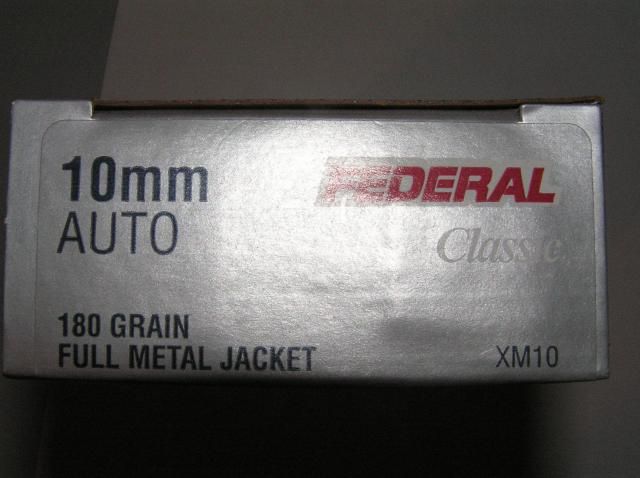 10mm
AUTO
FEDERAL
Classic
180 GRAIN
FULL METAL JACKET
XM10